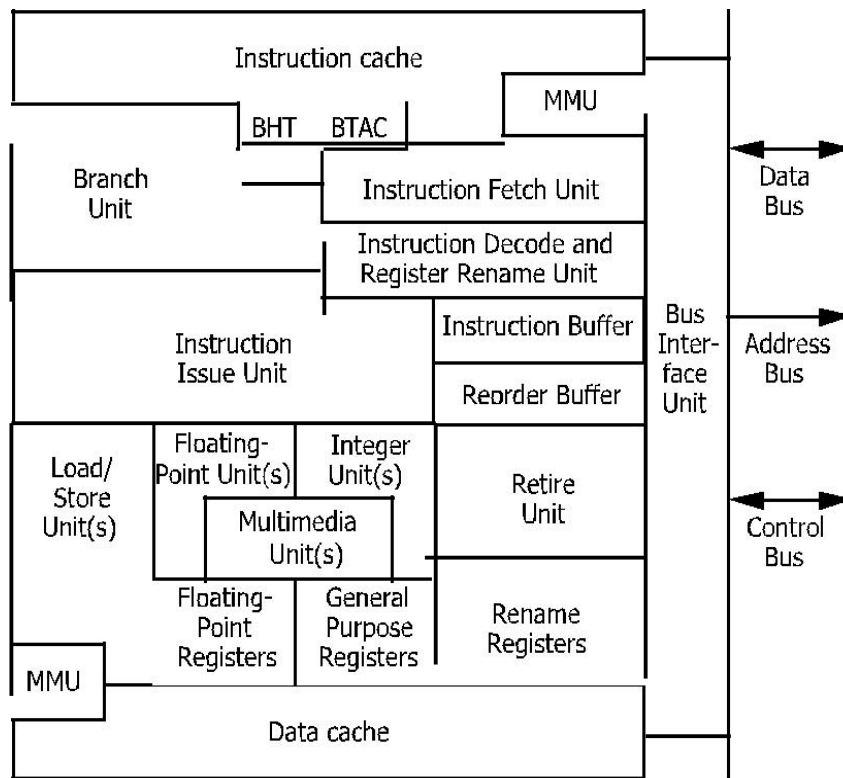 Instruction cache
MMU
BHT
BTAC
Branch
Unit
Instruction Fetch Unit
Data
Bus
Instruction Decode and
Register Rename Unit
Instruction
Issue Unit
Instruction Buffer
Reorder Buffer
Bus
Inter-
face
Unit
Address
Bus
Load/
Store
Unit(s)
Floating-
Point Unit(s)
Integer
Unit(s)
Multimedia
Unit(s)
Retire
Unit
Control
Bus
Floating-
Point
Registers
General
Purpose
Registers
Rename
Registers
MMU
Data cache